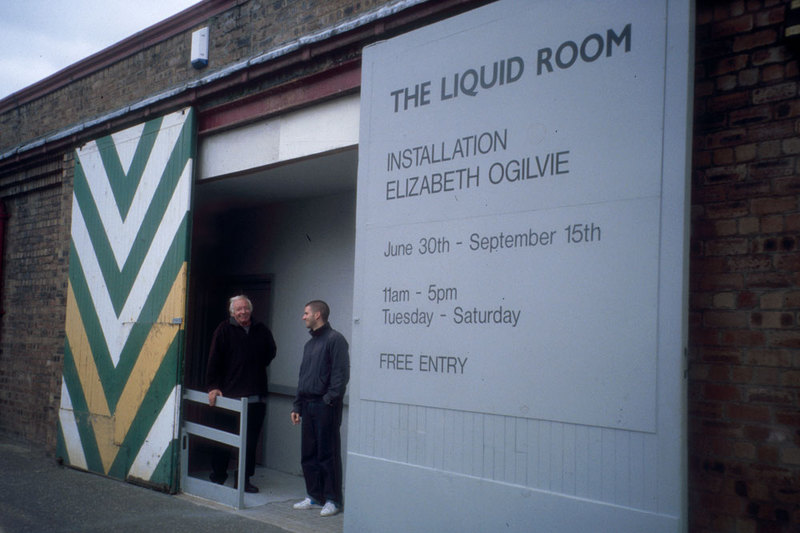 THE LIQUID ROOM
INSTALLATION
ELIZABETH OGILVIE
June 30th - September 15th
11am - 5pm
Tuesday - Saturday
FREE ENTRY